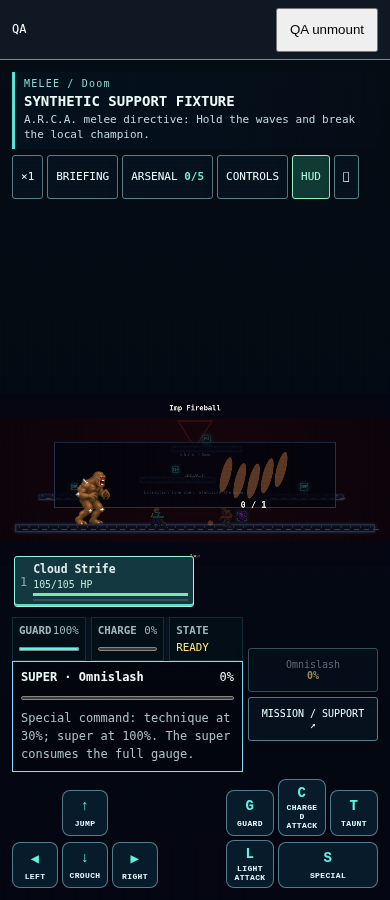 QA
QA unmount
MELEE / Doom
SYNTHETIC SUPPORT FIXTURE
A.R.C.A. melee directive: Hold the waves and break
the local champion.
×1
BRIEFING
ARSENAL 0/5
CONTROLS
HUD
Imp Fireball
0 / 1
1
Cloud Strife
105/105 HP
GUARD 100%
CHARGE 0%
STATE
READY
SUPER · Omnislash 0%
Special command: technique at
30%; super at 100%. The super
consumes the full gauge.
Omnislash
0%
MISSION / SUPPORT
↗
↑
JUMP
◀
LEFT
↓
CROUCH
▶
RIGHT
G
GUARD
C
CHARGE
D
ATTACK
T
TAUNT
L
LIGHT
ATTACK
S
SPECIAL